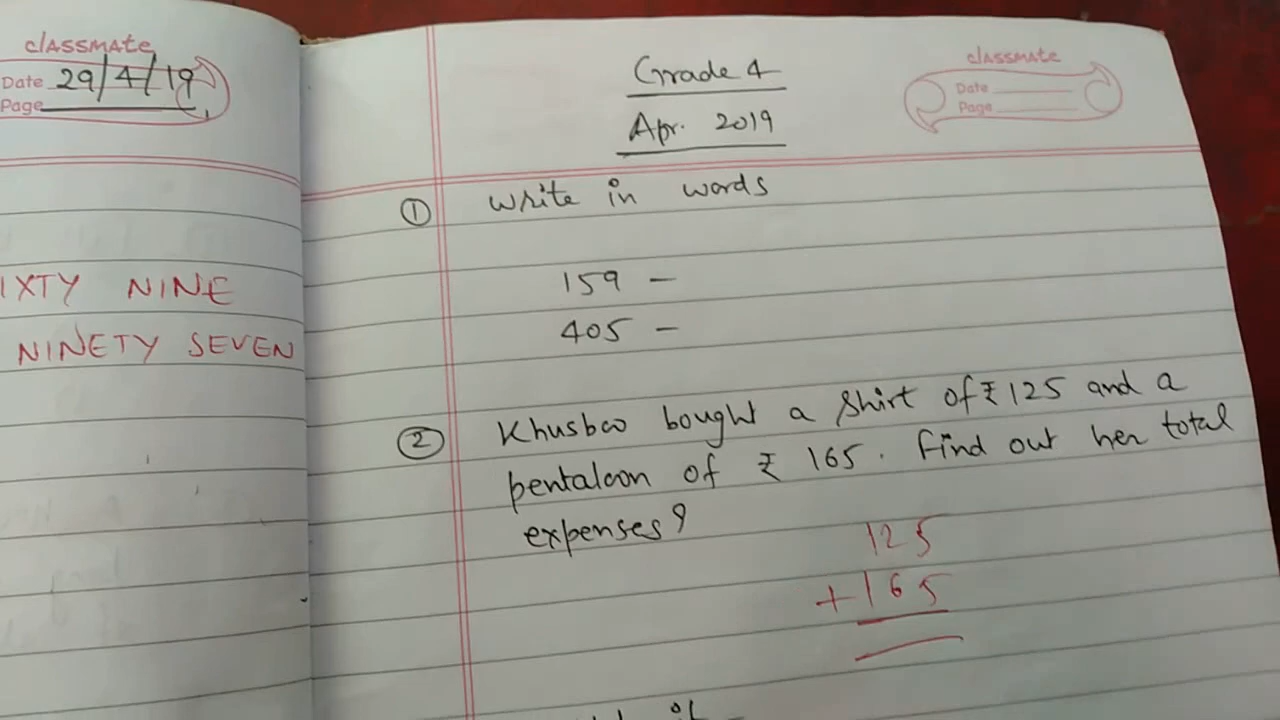 classmate
Date 29/4/19
Page
NINE
NINETY SEVEN
Grade 4
Apr. 2019
classmate
Date
Page
① Write in words
159 -
405 -
② Khusboo bought a Shirt of ₹ 125 and a
pentaloon of ₹ 165. Find out her total
expenses?
125
+165